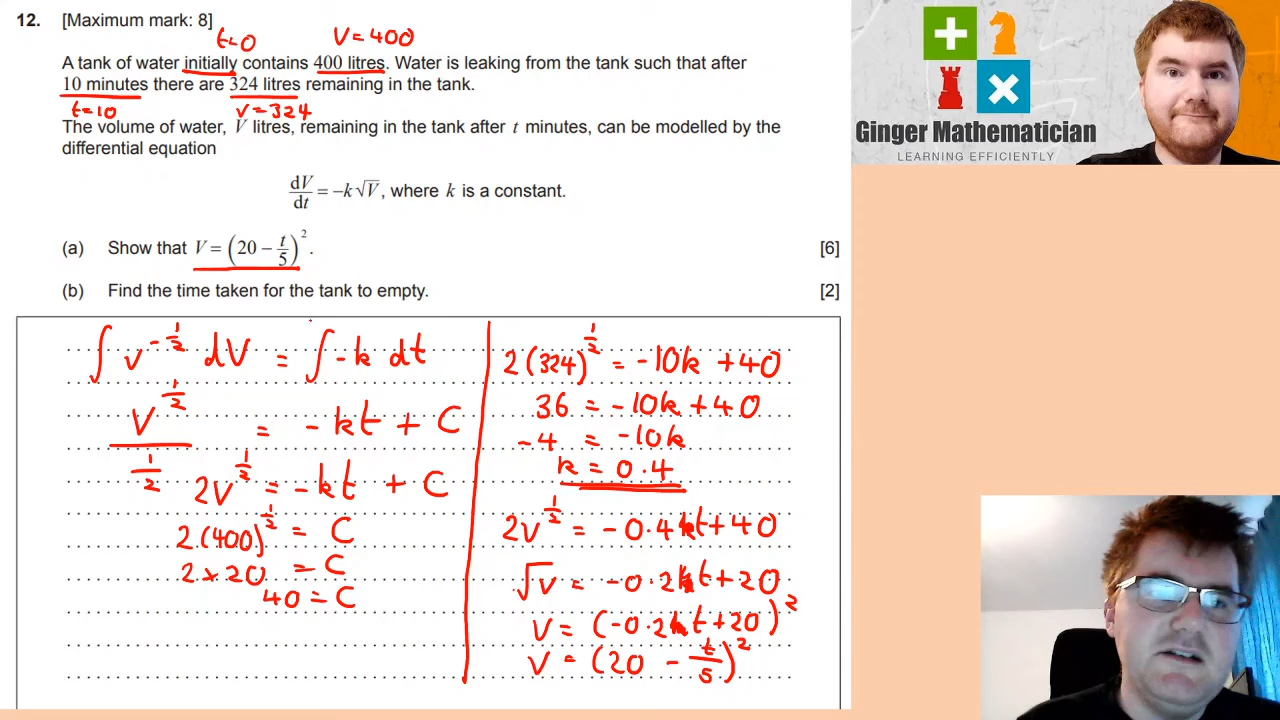 12. [Maximum mark: 8]
t=0 V=400
A tank of water initially contains 400 litres. Water is leaking from the tank such that after
10 minutes there are 324 litres remaining in the tank.
t=10 V=324
The volume of water, V litres, remaining in the tank after t minutes, can be modelled by the
differential equation
dV/dt = −k√V, where k is a constant.
(a) Show that V = (20 − t/5)². [6]
(b) Find the time taken for the tank to empty. [2]
∫ V^(-1/2) dV = ∫ -k dt
V^(1/2) / (1/2) = -kt + C
2V^(1/2) = -kt + C
2(400)^(1/2) = C
2×20 = C
40 = C
2(324)^(1/2) = -10k + 40
36 = -10k + 40
-4 = -10k
k = 0.4
2V^(1/2) = -0.4t + 40
√V = -0.2t + 20
V = (-0.2t + 20)²
V = (20 - t/5)²
Ginger Mathematician
LEARNING EFFICIENTLY